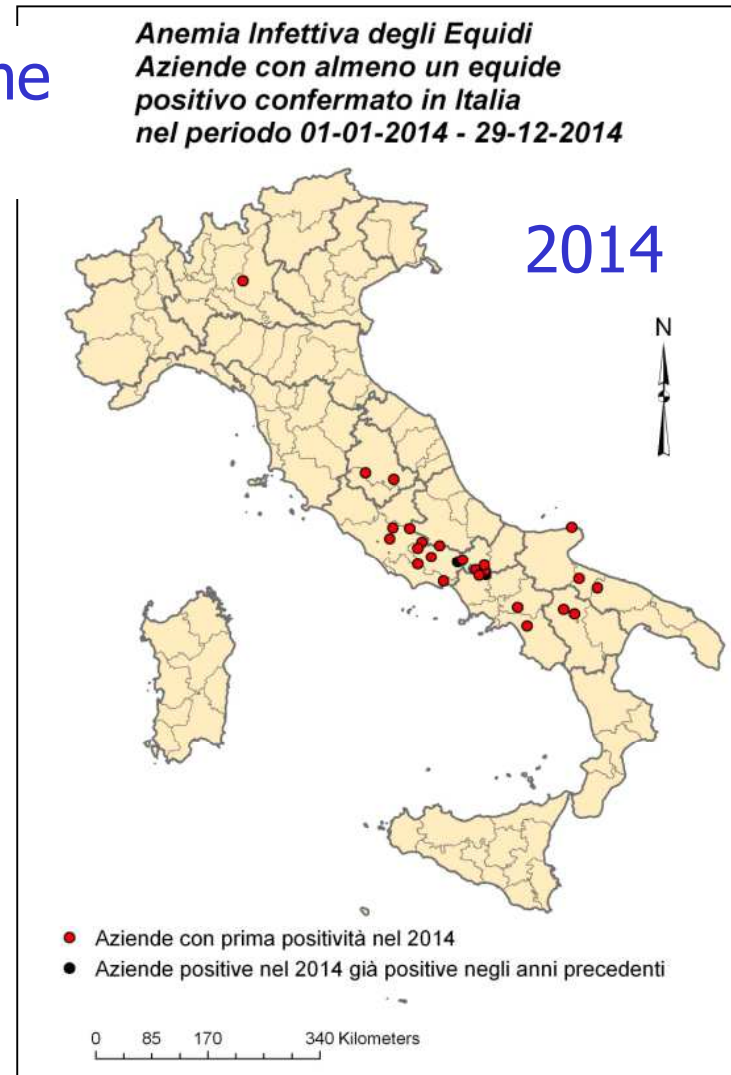 ne
Anemia Infettiva degli Equidi
Aziende con almeno un equide
positivo confermato in Italia
nel periodo 01-01-2014 - 29-12-2014
2014
N
Aziende con prima positività nel 2014
Aziende positive nel 2014 già positive negli anni precedenti
0 85 170 340 Kilometers